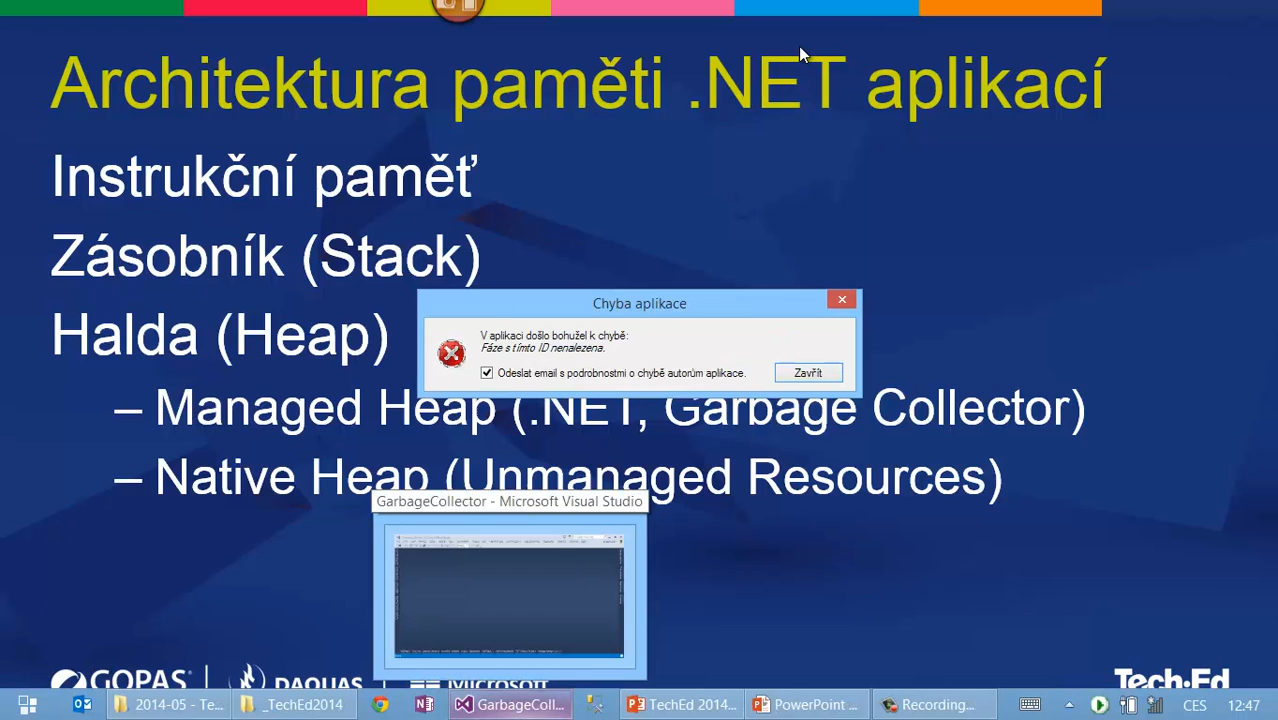 Architektura paměti .NET aplikací
Instrukční paměť
Zásobník (Stack)
Halda (Heap)
Chyba aplikace
V aplikaci došlo bohužel k chybě:
Fáze s tímto ID nenalezena.
Odeslat email s podrobnostmi o chybě autorům aplikace.
Zavřít
– Managed Heap (.NET, Garbage Collector)
– Native Heap (Unmanaged Resources)
GarbageCollector - Microsoft Visual Studio
GOPAS
DAQUAS
Microsoft
Tech·Ed
2014-05 - Te...
_TechEd2014
GarbageColl...
TechEd 2014...
PowerPoint ...
Recording...
CES
12:47